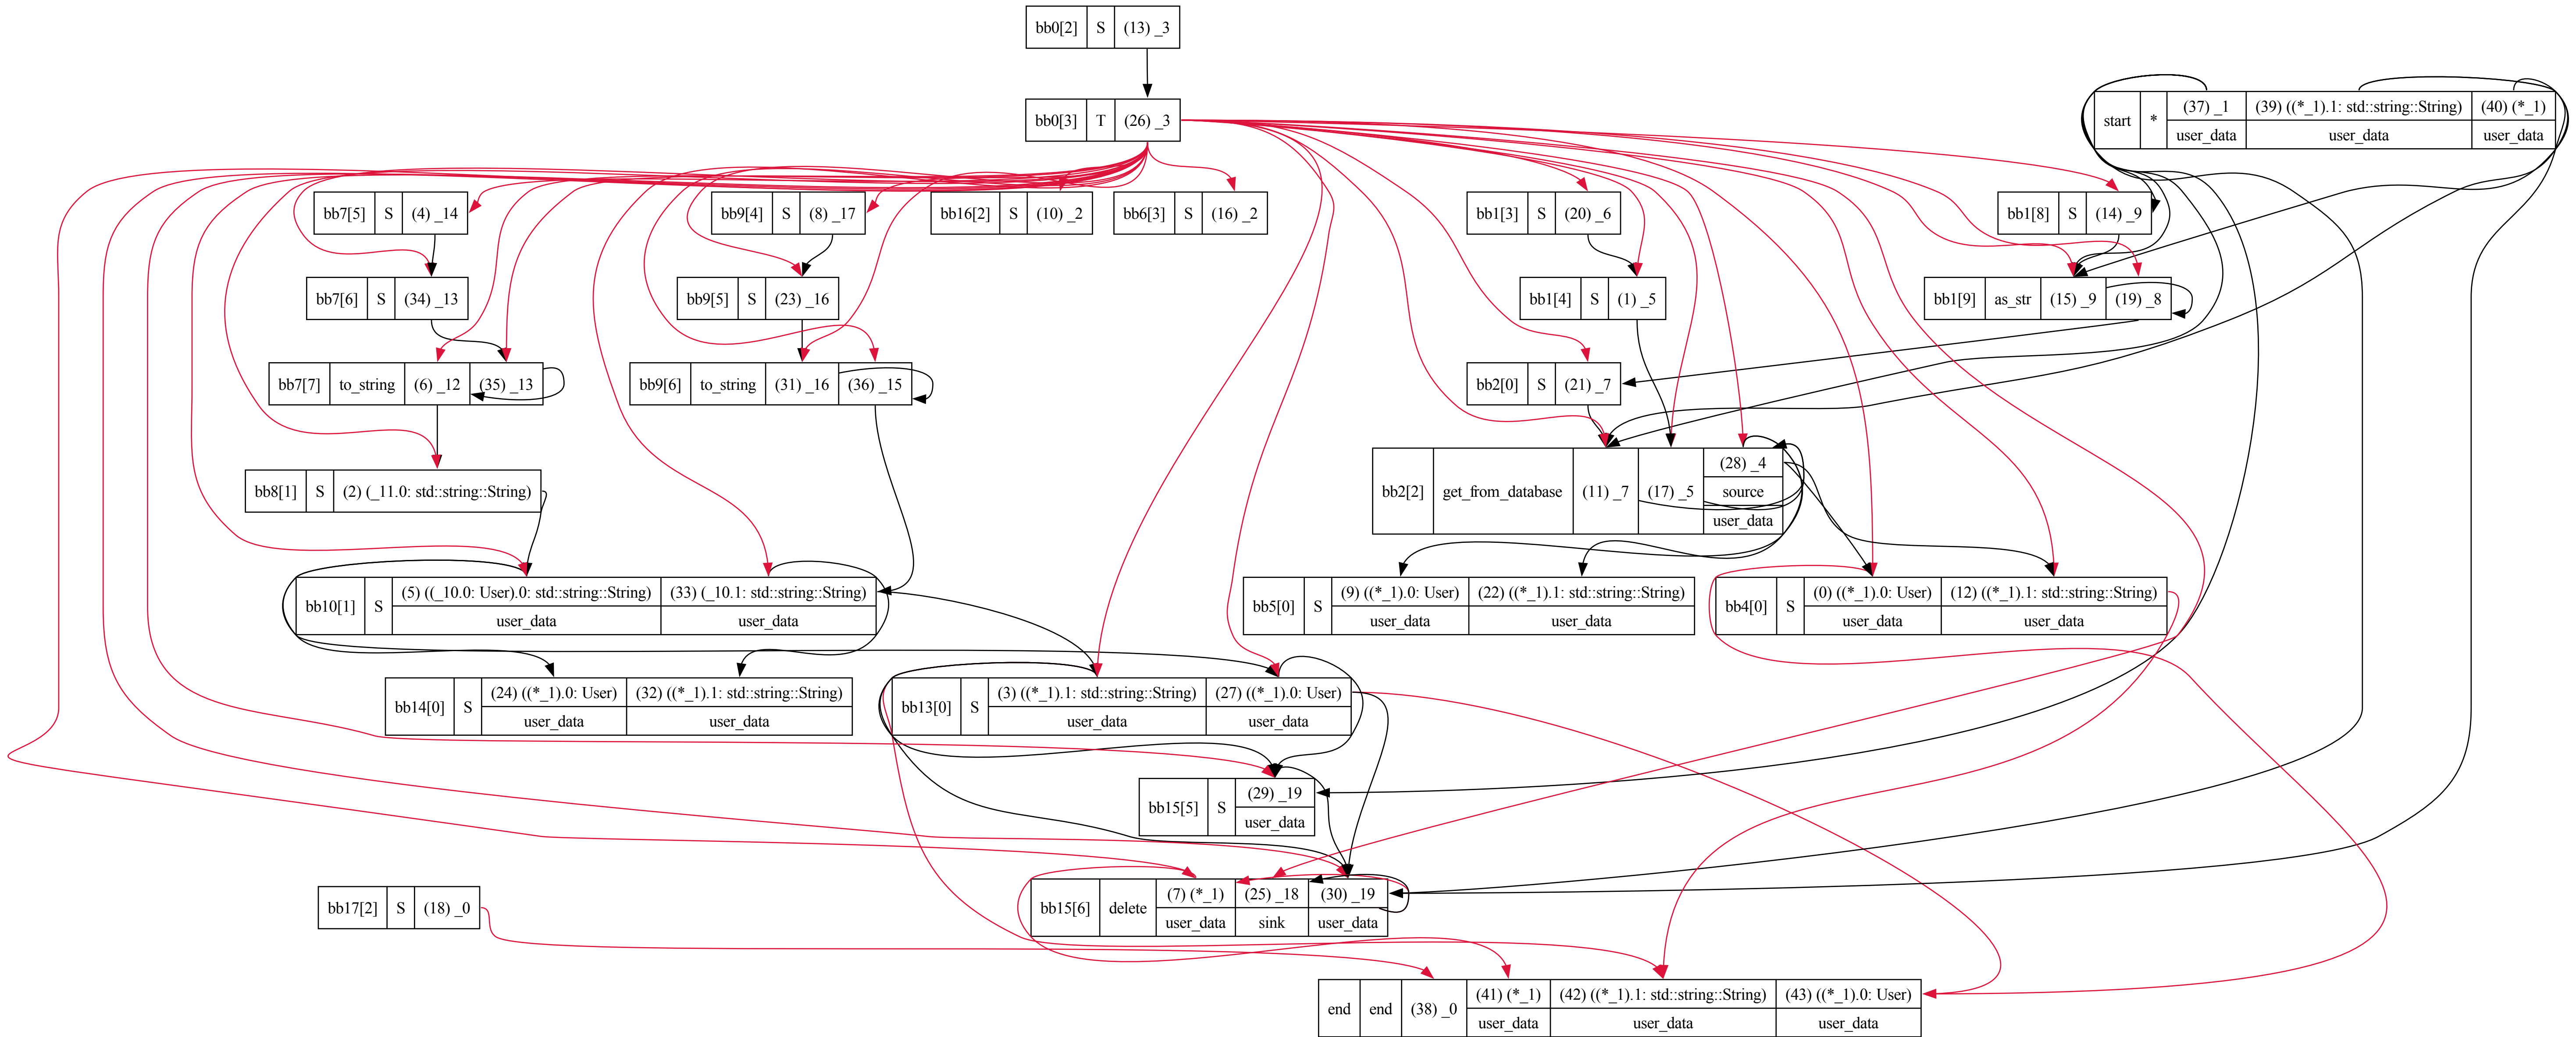 bb0[2] S (13) _3
bb0[3] T (26) _3
start * (37) _1 (39) ((*_1).1: std::string::String) (40) (*_1)
user_data user_data user_data
bb7[5] S (4) _14
bb9[4] S (8) _17
bb16[2] S (10) _2
bb6[3] S (16) _2
bb1[3] S (20) _6
bb1[8] S (14) _9
bb7[6] S (34) _13
bb9[5] S (23) _16
bb1[4] S (1) _5
bb1[9] as_str (15) _9 (19) _8
bb7[7] to_string (6) _12 (35) _13
bb9[6] to_string (31) _16 (36) _15
bb2[0] S (21) _7
bb8[1] S (2) (_11.0: std::string::String)
bb2[2] get_from_database (11) _7 (17) _5 (28) _4
source
user_data
bb10[1] S (5) ((_10.0: User).0: std::string::String) (33) (_10.1: std::string::String)
user_data user_data
bb5[0] S (9) ((*_1).0: User) (22) ((*_1).1: std::string::String)
user_data user_data
bb4[0] S (0) ((*_1).0: User) (12) ((*_1).1: std::string::String)
user_data user_data
bb14[0] S (24) ((*_1).0: User) (32) ((*_1).1: std::string::String)
user_data user_data
bb13[0] S (3) ((*_1).1: std::string::String) (27) ((*_1).0: User)
user_data user_data
bb15[5] S (29) _19
user_data
bb15[6] delete (7) (*_1) (25) _18 (30) _19
user_data sink user_data
bb17[2] S (18) _0
end end (38) _0 (41) (*_1) (42) ((*_1).1: std::string::String) (43) ((*_1).0: User)
user_data user_data user_data